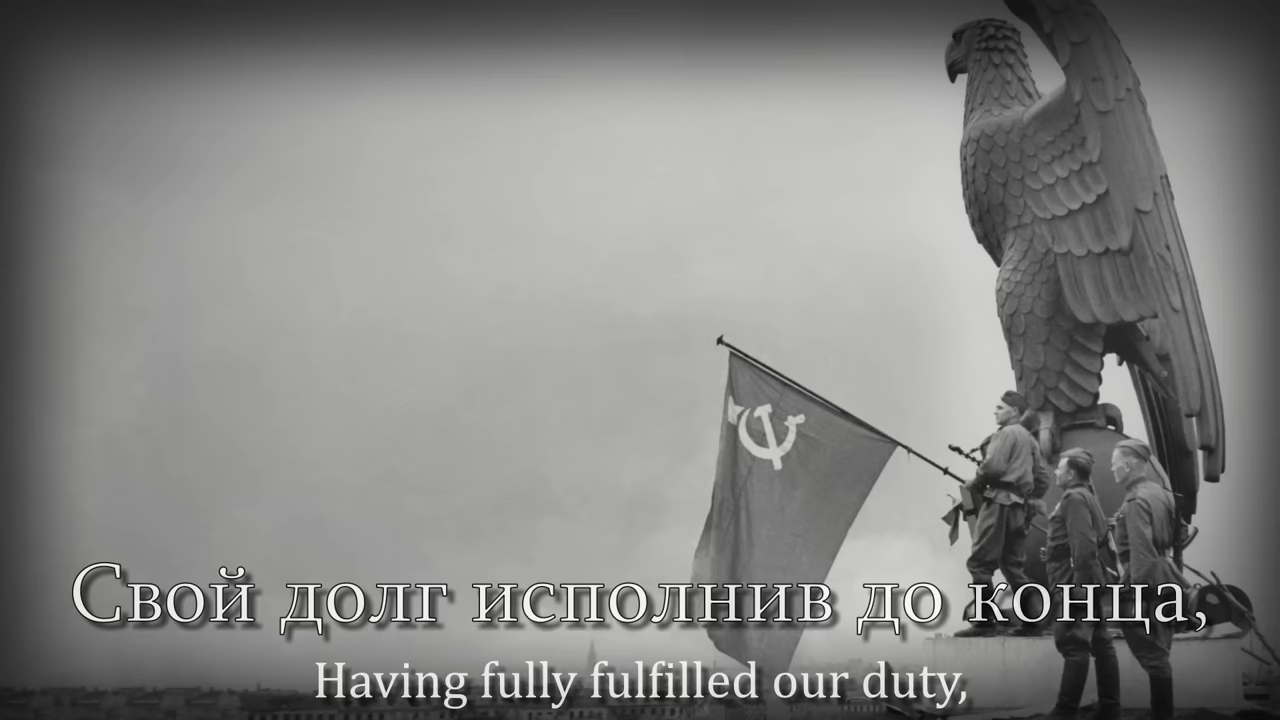 Свой долг исполнив до конца,
Having fully fulfilled our duty,